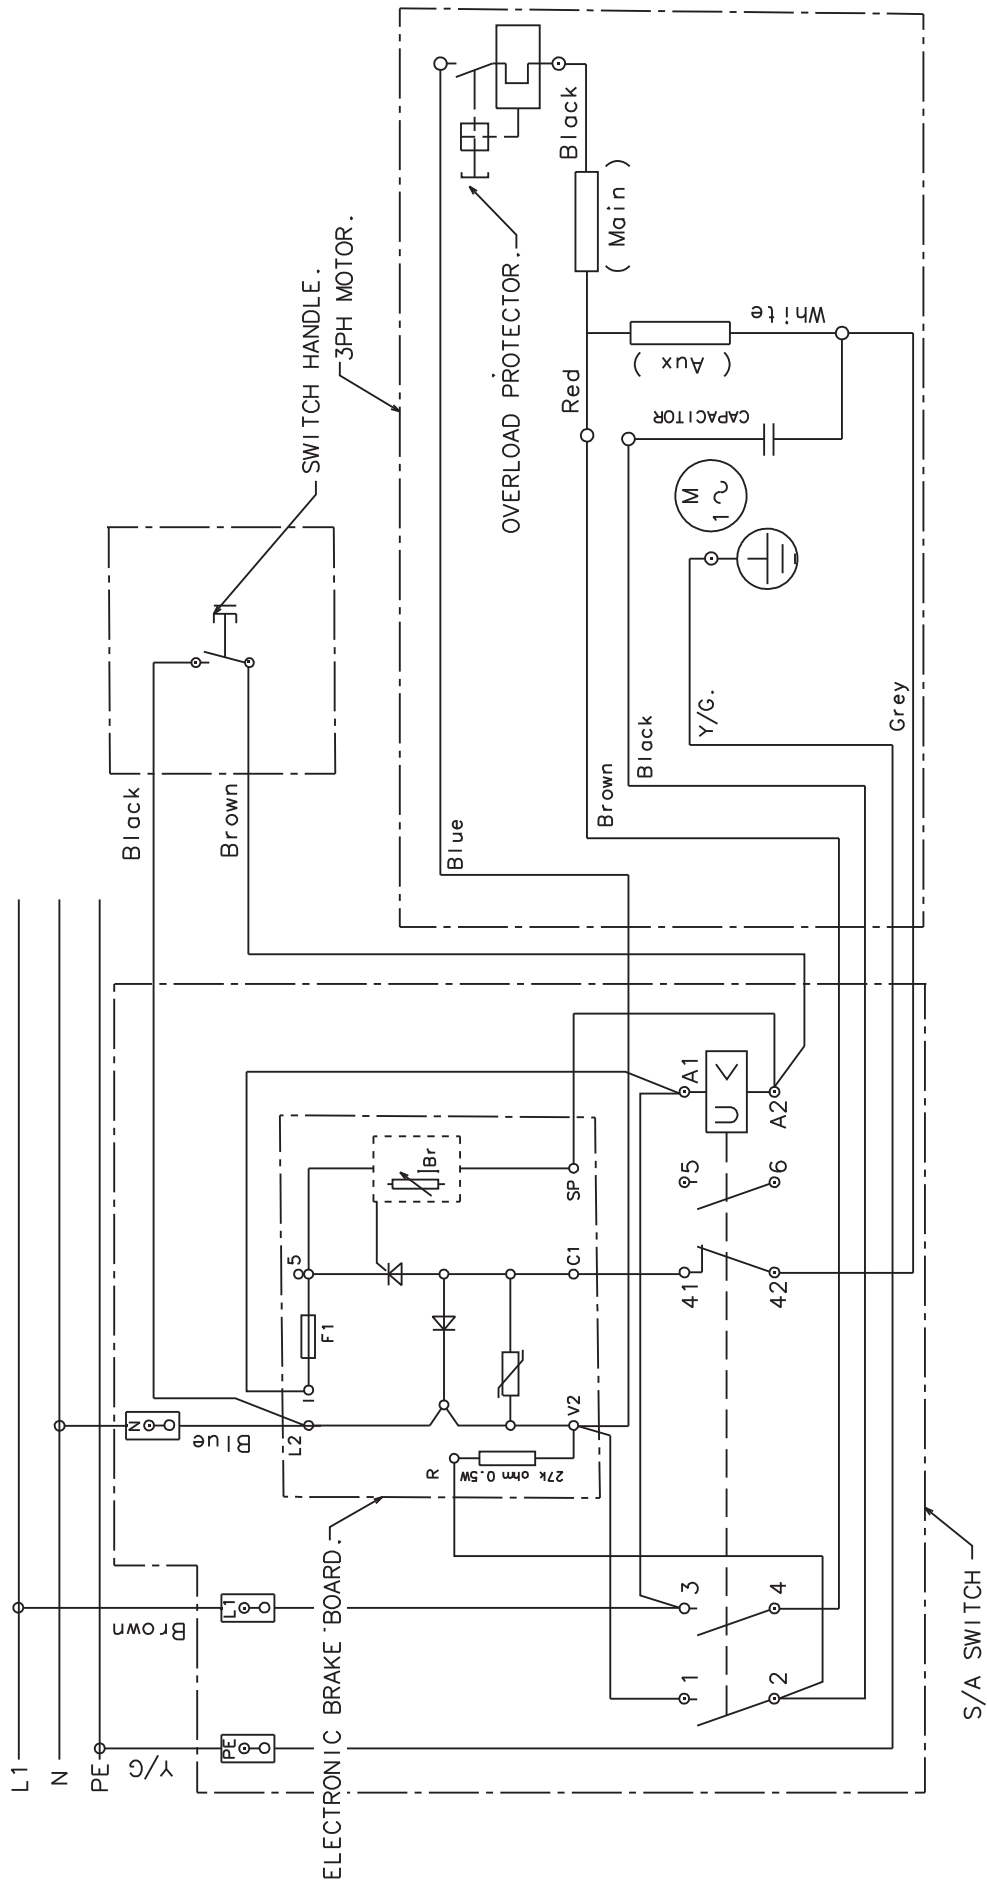 SWITCH HANDLE.
3PH MOTOR.
OVERLOAD PROTECTOR.
Black
(Main)
Red
White
(Aux)
CAPACITOR
M
1
Y/G.
Grey
Black
Brown
Blue
Black
Brown
L1
N
PE
Y/G
Brown
Blue
N
L1
PE
L2
I
F1
5
Br
SP
C1
V2
R
27k ohm 0.5W
ELECTRONIC BRAKE BOARD.
A1
U <
A2
5
6
41
42
3
4
1
2
S/A SWITCH